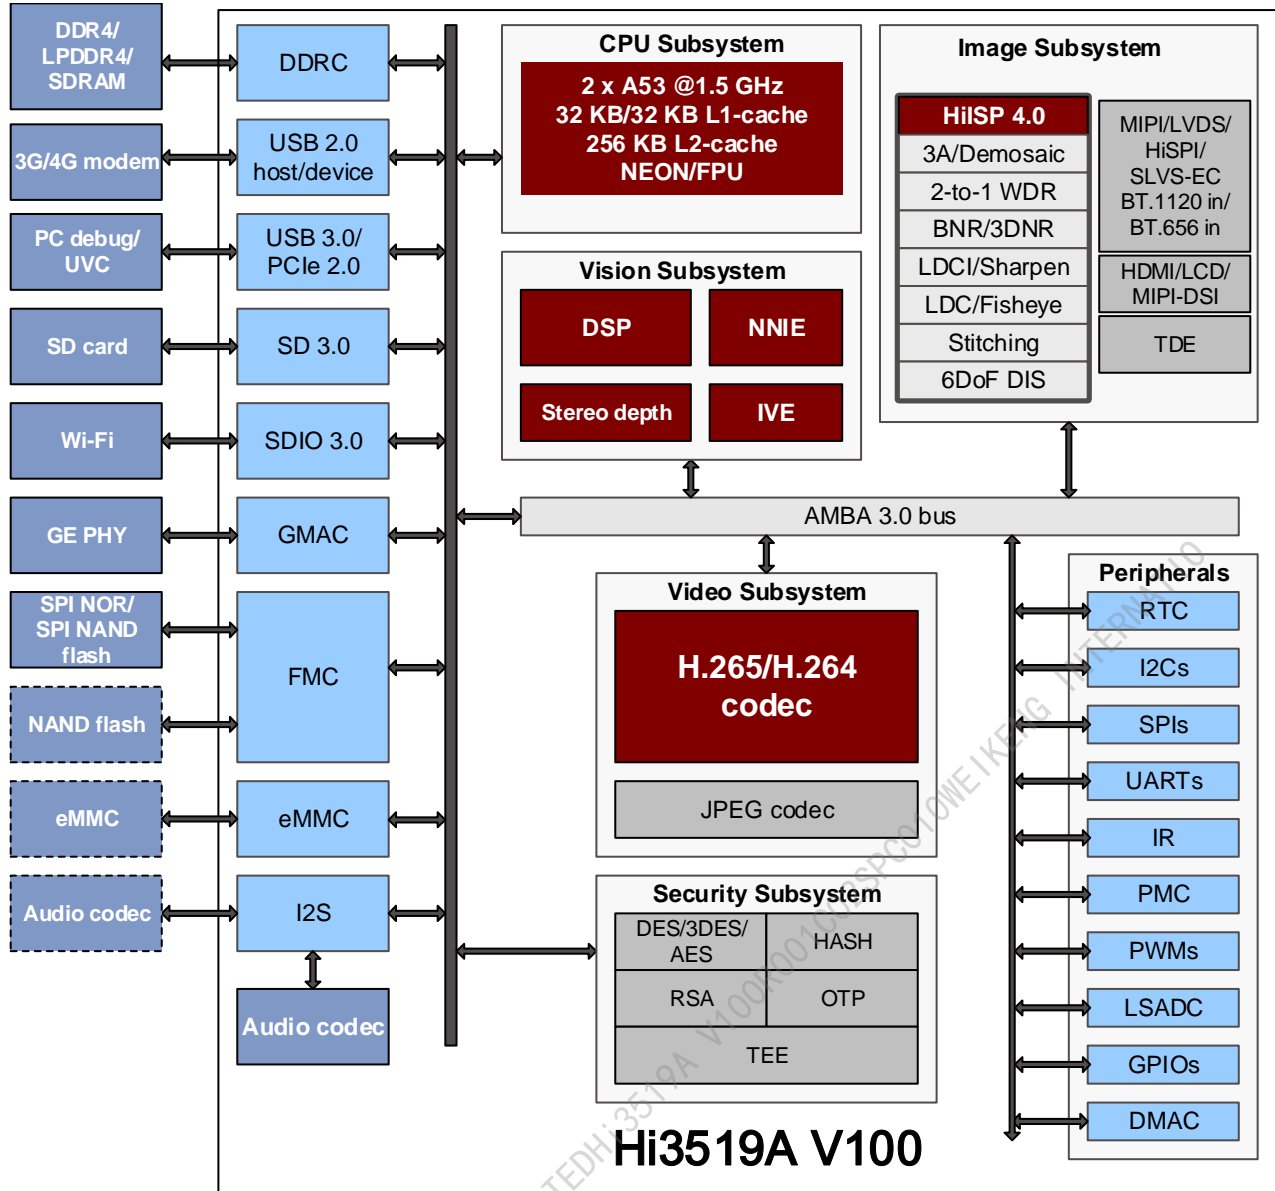 DDR4/
LPDDR4/
SDRAM
3G/4G modem
PC debug/
UVC
SD card
Wi-Fi
GE PHY
SPI NOR/
SPI NAND
flash
NAND flash
eMMC
Audio codec
DDRC
USB 2.0
host/device
USB 3.0/
PCIe 2.0
SD 3.0
SDIO 3.0
GMAC
FMC
eMMC
I2S
Audio codec
CPU Subsystem
2 x A53 @1.5 GHz
32 KB/32 KB L1-cache
256 KB L2-cache
NEON/FPU
Vision Subsystem
DSP
NNIE
Stereo depth
IVE
Image Subsystem
HiISP 4.0
3A/Demosaic
2-to-1 WDR
BNR/3DNR
LDCI/Sharpen
LDC/Fisheye
Stitching
6DoF DIS
MIPI/LVDS/
HiSPI/
SLVS-EC
BT.1120 in/
BT.656 in
HDMI/LCD/
MIPI-DSI
TDE
AMBA 3.0 bus
Video Subsystem
H.265/H.264
codec
JPEG codec
Security Subsystem
DES/3DES/
AES
HASH
RSA
OTP
TEE
Peripherals
RTC
I2Cs
SPIs
UARTs
IR
PMC
PWMs
LSADC
GPIOs
DMAC
Hi3519A V100
TEDHi3519A V100R001C02SPC010WEIKENG INTERNATIO